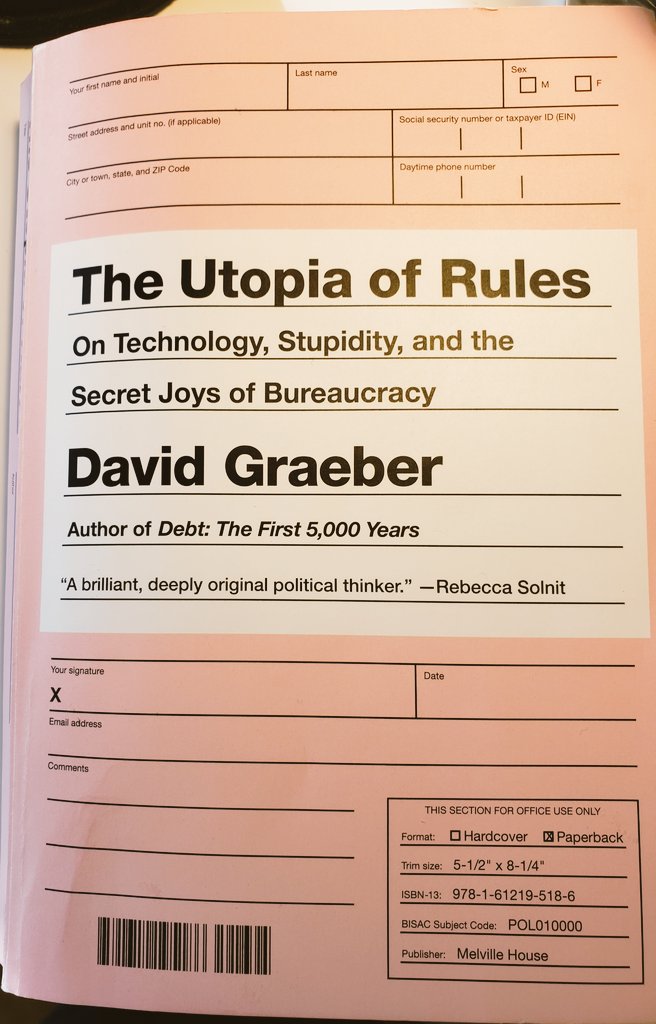 Your first name and initial
Last name
Sex
M
F
Street address and unit no. (if applicable)
Social security number or taxpayer ID (EIN)
City or town, state, and ZIP Code
Daytime phone number
The Utopia of Rules
On Technology, Stupidity, and the
Secret Joys of Bureaucracy
David Graeber
Author of Debt: The First 5,000 Years
“A brilliant, deeply original political thinker.” —Rebecca Solnit
Your signature
Date
X
Email address
Comments
THIS SECTION FOR OFFICE USE ONLY
Format: Hardcover Paperback
Trim size: 5-1/2" x 8-1/4"
ISBN-13: 978-1-61219-518-6
BISAC Subject Code: POL010000
Publisher: Melville House